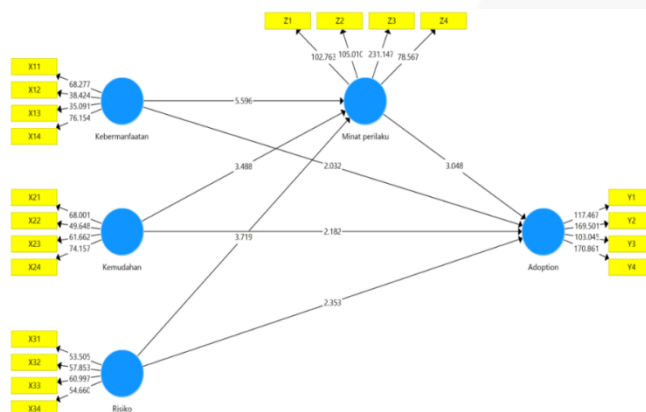 Z1
Z2
Z3
Z4
102.763
105.010
231.147
78.567
X11
X12
X13
X14
68.277
38.424
35.091
76.154
Kebermanfaatan
5.596
Minat perilaku
3.488
2.032
3.048
X21
X22
X23
X24
68.001
49.648
61.662
74.157
Kemudahan
3.719
2.182
Adoption
117.467
169.501
103.045
170.861
Y1
Y2
Y3
Y4
2.353
X31
X32
X33
X34
53.505
57.853
60.997
54.660
Risiko